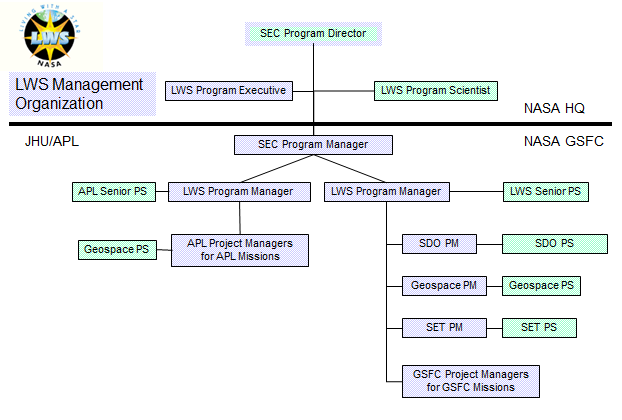 LIVING WITH A STAR
LWS
NASA
SEC Program Director
LWS Management
Organization
LWS Program Executive
LWS Program Scientist
NASA HQ
JHU/APL
SEC Program Manager
NASA GSFC
APL Senior PS
LWS Program Manager
LWS Program Manager
LWS Senior PS
Geospace PS
APL Project Managers
for APL Missions
SDO PM
SDO PS
Geospace PM
Geospace PS
SET PM
SET PS
GSFC Project Managers
for GSFC Missions